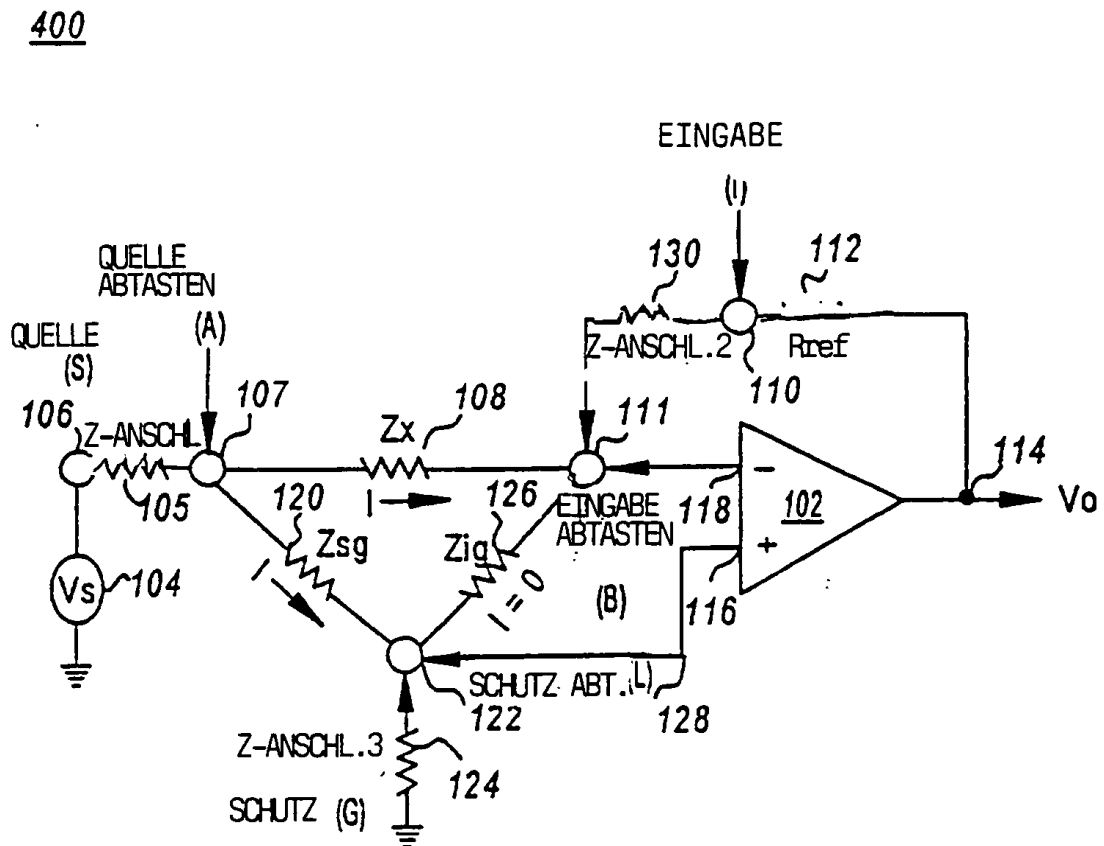 400
EINGABE
(I)
130
112
QUELLE
ABTASTEN
(A)
QUELLE
(S)
Z-ANSCHL.2
Rref
110
106
Z-ANSCHL
107
Zx
108
111
114
105
120
I
126
EINGABE
ABTASTEN
118
-
102
Vo
Zsg
Zig
+
Vs
104
I
I = 0
(B)
116
SCHUTZ ABT.(L)
122
128
Z-ANSCHL.3
124
SCHUTZ (G)